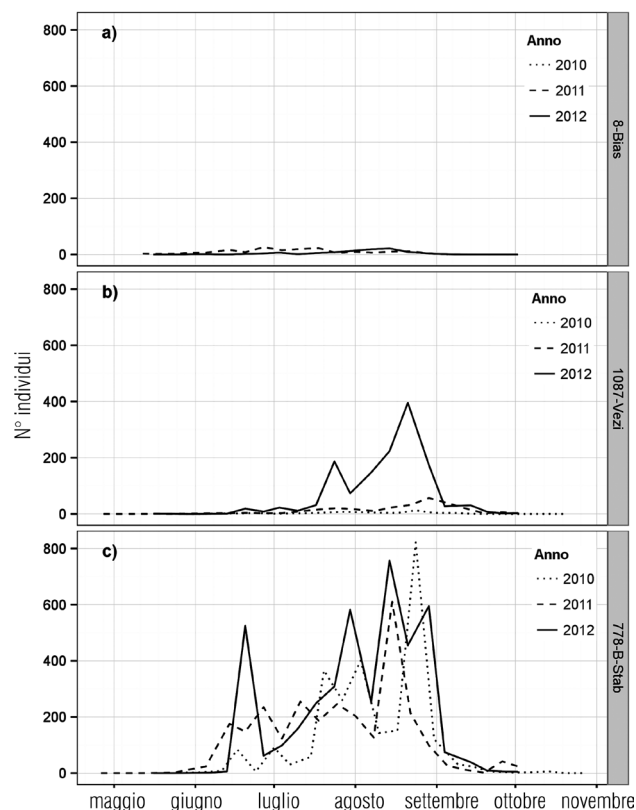 a)
800
600
400
200
0
Anno
2010
2011
2012
8-Bias
b)
800
600
400
200
0
Anno
2010
2011
2012
1087-Vezi
N° individui
c)
800
600
400
200
0
Anno
2010
2011
2012
778-B-Stab
maggio giugno luglio agosto settembre ottobre novembre